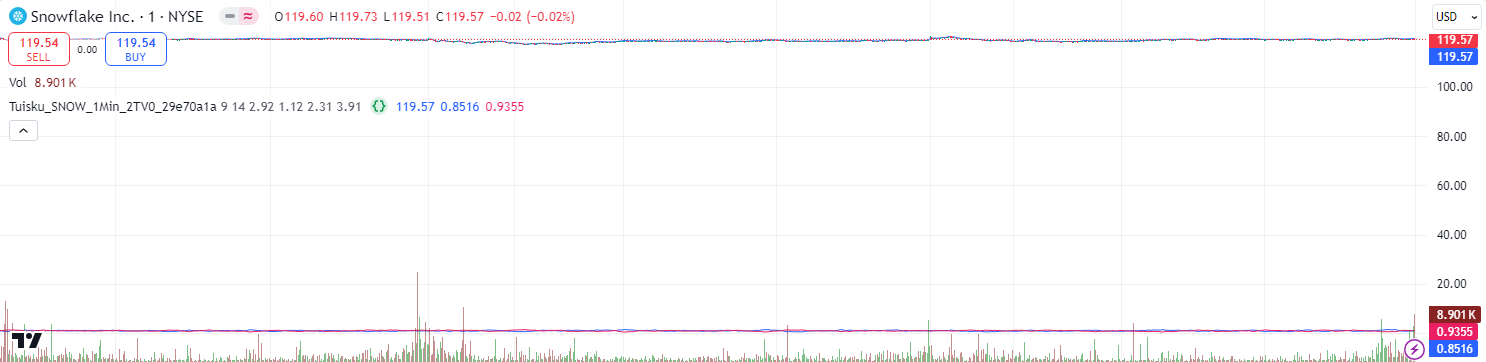 Snowflake Inc. · 1 · NYSE O119.60 H119.73 L119.51 C119.57 −0.02 (−0.02%)
USD
119.54 SELL
0.00
119.54 BUY
119.57
119.57
Vol 8.901K
100.00
Tuisku_SNOW_1Min_2TV0_29e70a1a 9 14 2.92 1.12 2.31 3.91 {} 119.57 0.8516 0.9355
80.00
60.00
40.00
20.00
8.901K
0.9355
0.8516